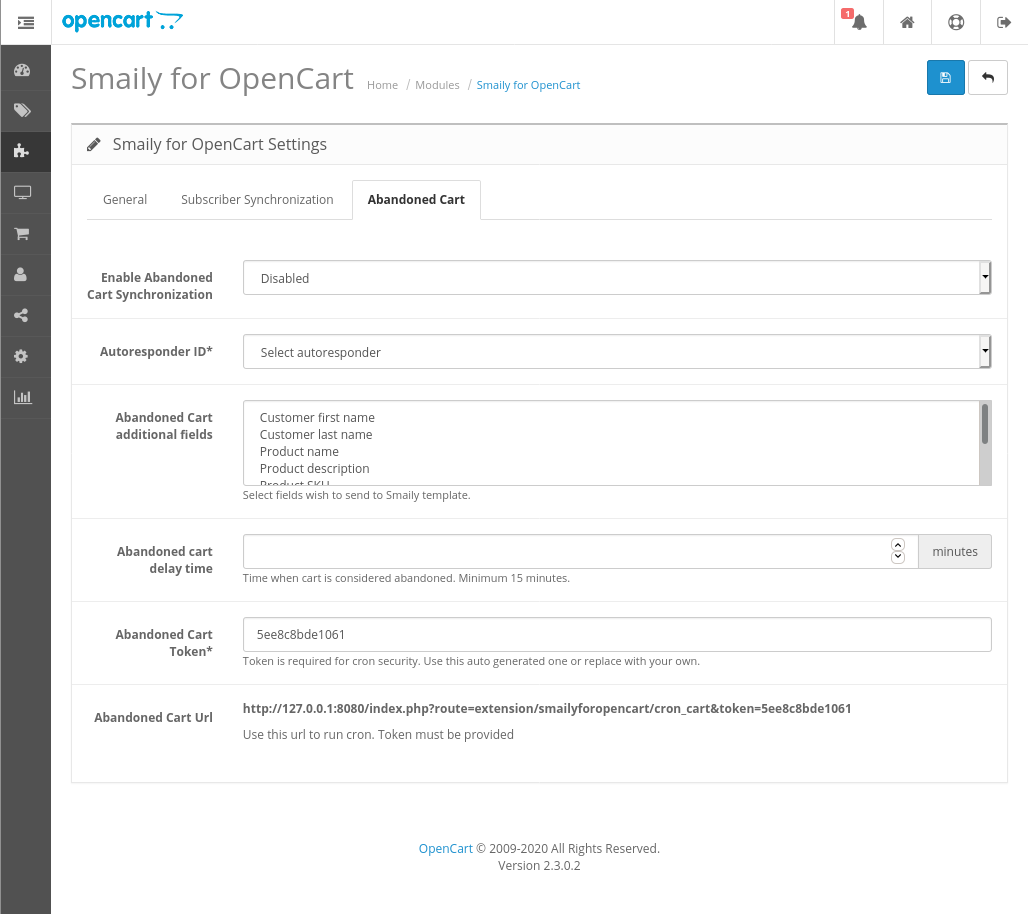 opencart
1
Smaily for OpenCart
Home / Modules / Smaily for OpenCart
Smaily for OpenCart Settings
General
Subscriber Synchronization
Abandoned Cart
Enable Abandoned
Cart Synchronization
Disabled
Autoresponder ID*
Select autoresponder
Abandoned Cart
additional fields
Customer first name
Customer last name
Product name
Product description
Product SKU
Select fields wish to send to Smaily template.
Abandoned cart
delay time
minutes
Time when cart is considered abandoned. Minimum 15 minutes.
Abandoned Cart
Token*
5ee8c8bde1061
Token is required for cron security. Use this auto generated one or replace with your own.
Abandoned Cart Url
http://127.0.0.1:8080/index.php?route=extension/smailyforopencart/cron_cart&token=5ee8c8bde1061
Use this url to run cron. Token must be provided
OpenCart © 2009-2020 All Rights Reserved.
Version 2.3.0.2